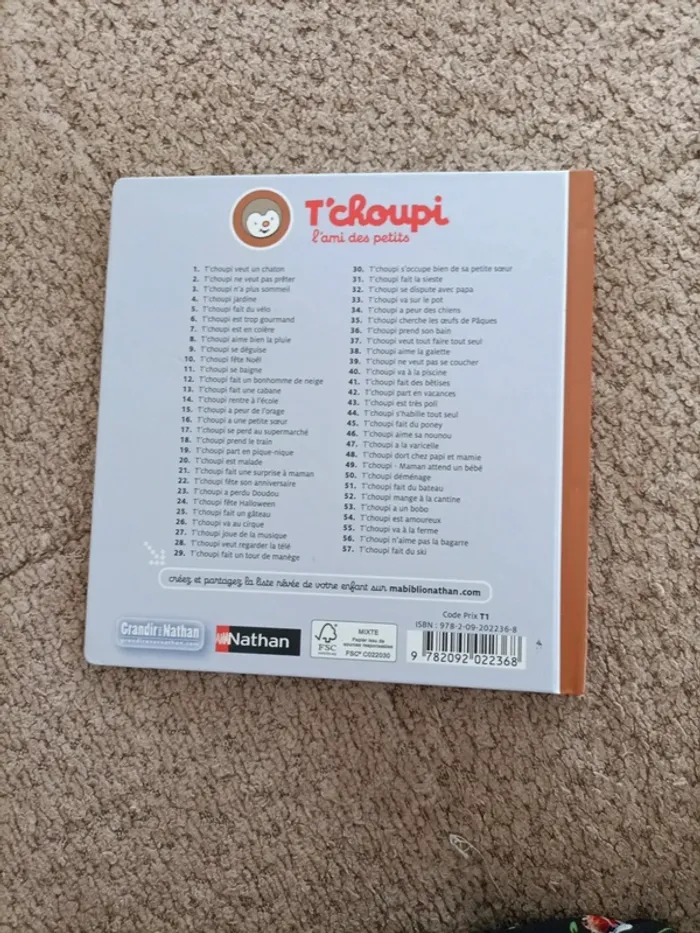 T'choupi
l'ami des petits
1. T'choupi veut un chaton
2. T'choupi ne veut pas prêter
3. T'choupi n'a plus sommeil
4. T'choupi jardine
5. T'choupi fait du vélo
6. T'choupi est trop gourmand
7. T'choupi est en colère
8. T'choupi aime bien la pluie
9. T'choupi se déguise
10. T'choupi fête Noël
11. T'choupi se baigne
12. T'choupi fait un bonhomme de neige
13. T'choupi fait une cabane
14. T'choupi rentre à l'école
15. T'choupi a peur de l'orage
16. T'choupi a une petite sœur
17. T'choupi se perd au supermarché
18. T'choupi prend le train
19. T'choupi part en pique-nique
20. T'choupi est malade
21. T'choupi fait une surprise à maman
22. T'choupi fête son anniversaire
23. T'choupi a perdu Doudou
24. T'choupi fête Halloween
25. T'choupi fait un gâteau
26. T'choupi va au cirque
27. T'choupi joue de la musique
28. T'choupi veut regarder la télé
29. T'choupi fait un tour de manège
30. T'choupi s'occupe bien de sa petite sœur
31. T'choupi fait la sieste
32. T'choupi se dispute avec papa
33. T'choupi va sur le pot
34. T'choupi a peur des chiens
35. T'choupi cherche les œufs de Pâques
36. T'choupi prend son bain
37. T'choupi veut tout faire tout seul
38. T'choupi aime la galette
39. T'choupi ne veut pas se coucher
40. T'choupi va à la piscine
41. T'choupi fait des bêtises
42. T'choupi part en vacances
43. T'choupi est très poli
44. T'choupi s'habille tout seul
45. T'choupi fait du poney
46. T'choupi aime sa nounou
47. T'choupi a la varicelle
48. T'choupi dort chez papi et mamie
49. T'choupi - Maman attend un bébé
50. T'choupi déménage
51. T'choupi fait du bateau
52. T'choupi mange à la cantine
53. T'choupi a un bobo
54. T'choupi est amoureux
55. T'choupi va à la ferme
56. T'choupi n'aime pas la bagarre
57. T'choupi fait du ski
créez et partagez la liste rêvée de votre enfant sur mabiblionathan.com
Grandir avec Nathan
grandiravecnathan.com
Nathan
FSC
MIXTE
Papier issu de
sources responsables
FSC® C022030
Code Prix T1
ISBN : 978-2-09-202236-8
9 782092 022368